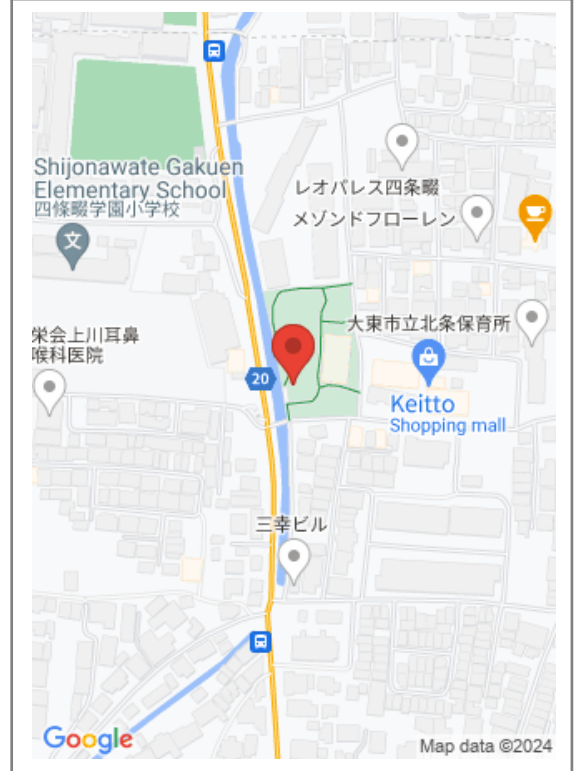 Shijonawate Gakuen
Elementary School
四條畷学園小学校
文
レオパレス四条畷
メゾンドフローレン
栄会上川耳鼻
喉科医院
大東市立北条保育所
20
Keitto
Shopping mall
三幸ビル
Google
Map data ©2024